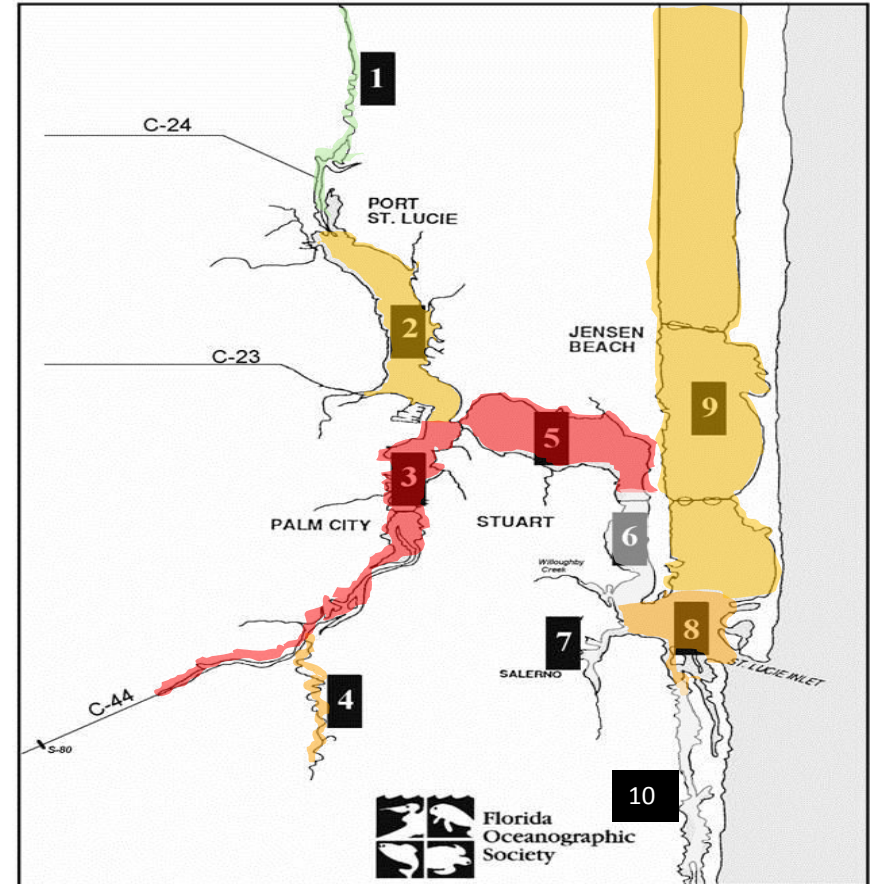 1
C-24
PORT
ST. LUCIE
2
JENSEN
BEACH
C-23
9
5
3
PALM CITY
STUART
6
Willoughby
Creek
7
8
SALERNO
ST. LUCIE INLET
4
C-44
S-80
10
Florida
Oceanographic
Society